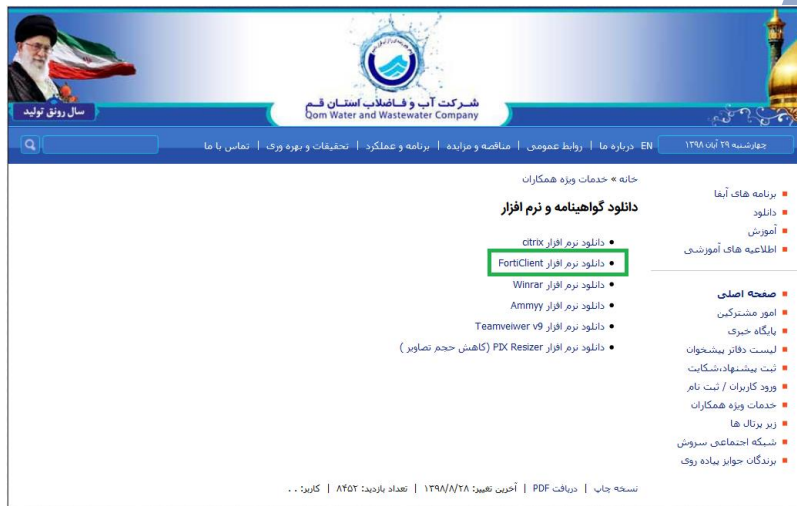 سال رونق تولید
شرکت آب و فاضلاب استان قم
Qom Water and Wastewater Company
چهارشنبه ۲۹ آبان ۱۳۹۸
EN درباره ما | روابط عمومی | مناقصه و مزایده | برنامه و عملکرد | تحقیقات و بهره وری | تماس با ما
خانه » خدمات ویژه همکاران
دانلود گواهینامه و نرم افزار
دانلود نرم افزار citrix
دانلود نرم افزار FortiClient
دانلود نرم افزار Winrar
دانلود نرم افزار Ammyy
دانلود نرم افزار Teamveiwer v9
دانلود نرم افزار PIX Resizer (کاهش حجم تصاویر )
برنامه های آبفا
دانلود
آموزش
اطلاعیه های آموزشی
صفحه اصلی
امور مشترکین
پایگاه خبری
لیست دفاتر پیشخوان
ثبت پیشنهاد،شکایت
ورود کاربران / ثبت نام
خدمات ویژه همکاران
زیر پرتال ها
شبکه اجتماعی سروش
برندگان جوایز پیاده روی
نسخه چاپ | دریافت PDF | آخرین تغییر: ۱۳۹۸/۸/۲۸ | تعداد بازدید: ۸۴۵۲ | کاربر: . .